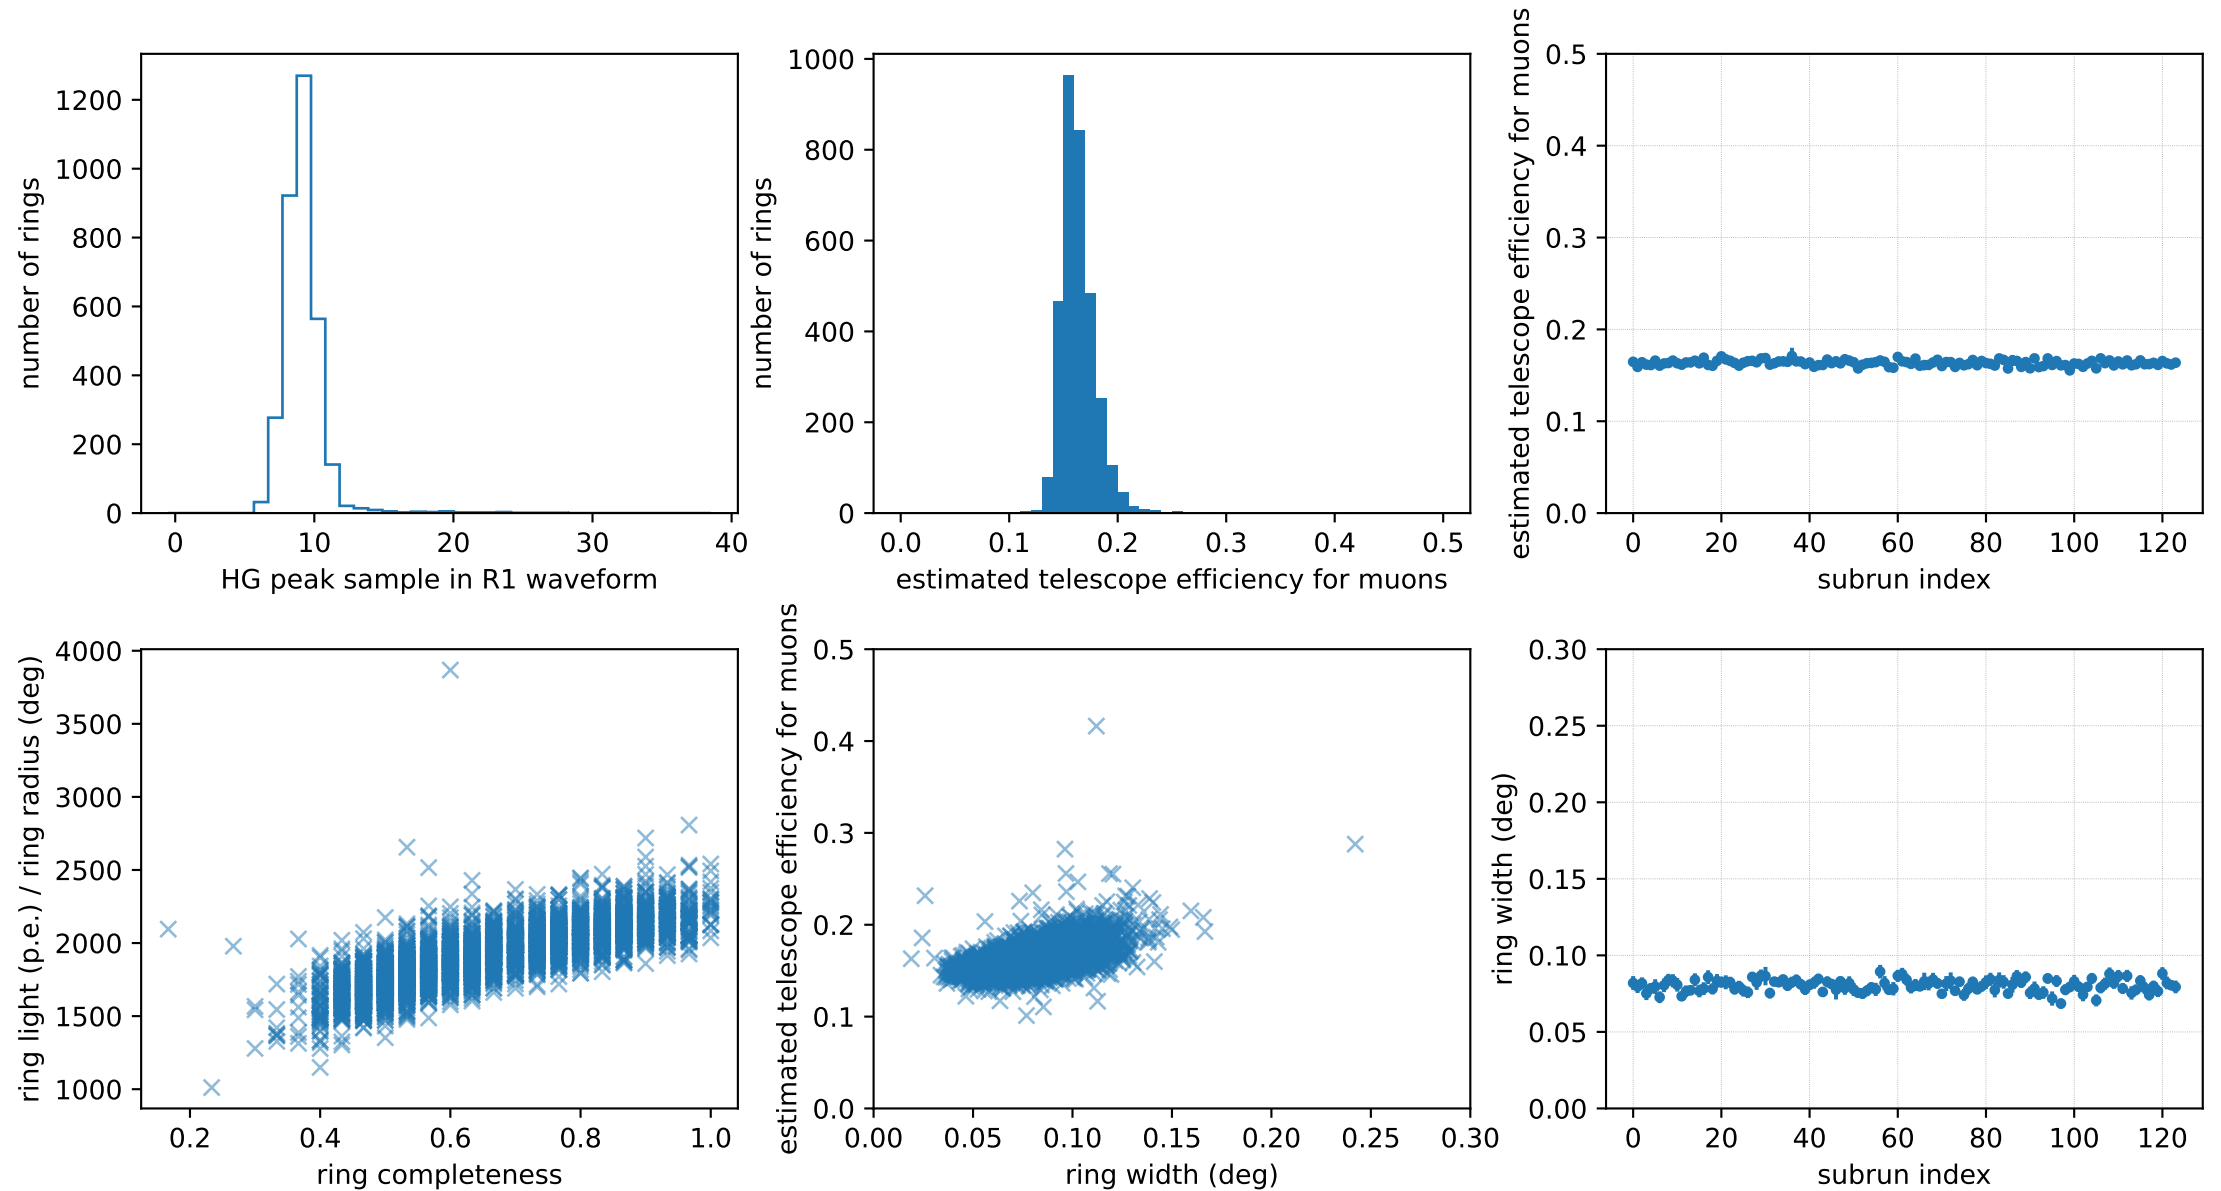 number of rings
1200
1000
800
600
400
200
0
0 10 20 30 40
HG peak sample in R1 waveform
number of rings
1000
800
600
400
200
0
0.0 0.1 0.2 0.3 0.4 0.5
estimated telescope efficiency for muons
estimated telescope efficiency for muons
0.5
0.4
0.3
0.2
0.1
0.0
0 20 40 60 80 100 120
subrun index
ring light (p.e.) / ring radius (deg)
4000
3500
3000
2500
2000
1500
1000
0.2 0.4 0.6 0.8 1.0
ring completeness
estimated telescope efficiency for muons
0.5
0.4
0.3
0.2
0.1
0.0
0.00 0.05 0.10 0.15 0.20 0.25 0.30
ring width (deg)
ring width (deg)
0.30
0.25
0.20
0.15
0.10
0.05
0.00
0 20 40 60 80 100 120
subrun index